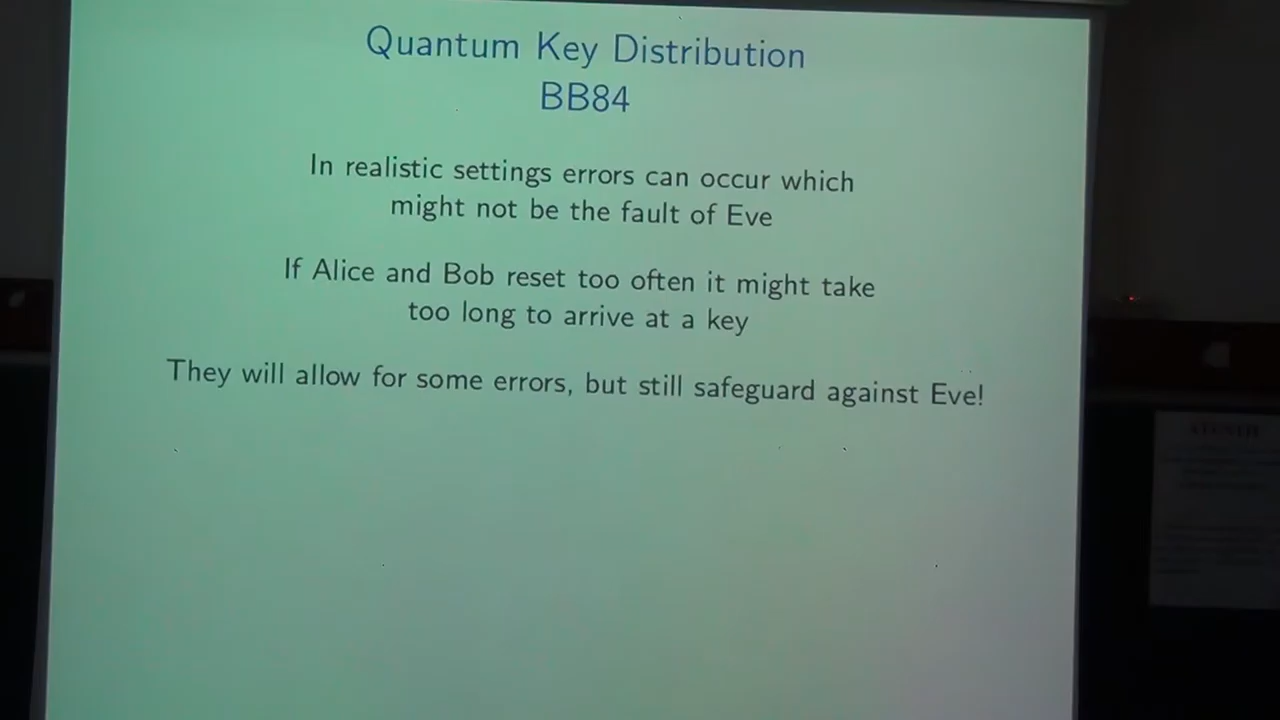 Quantum Key Distribution
BB84
In realistic settings errors can occur which
might not be the fault of Eve
If Alice and Bob reset too often it might take
too long to arrive at a key
They will allow for some errors, but still safeguard against Eve!